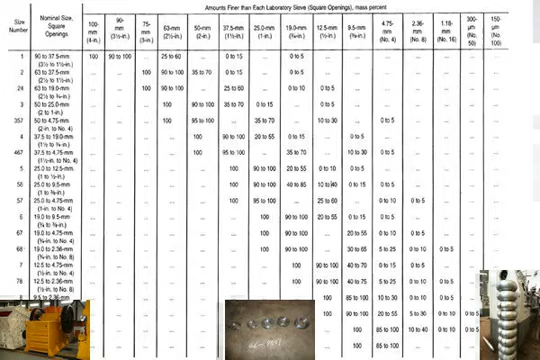 Amounts Finer than Each Laboratory Sieve (Square Openings), mass percent
Size Number Nominal Size, Square Openings 100-mm (4-in.) 90-mm (3½-in.) 75-mm (3-in.) 63-mm (2½-in.) 50-mm (2-in.) 37.5-mm (1½-in.) 25.0-mm (1-in.) 19.0-mm (¾-in.) 12.5-mm (½-in.) 9.5-mm (⅜-in.) 4.75-mm (No. 4) 2.36-mm (No. 8) 1.18-mm (No. 16) 300-µm (No. 50) 150-µm (No. 100)
1 90 to 37.5-mm 100 90 to 100 ... 25 to 60 ... 0 to 15 ... 0 to 5 ... ... ... ... ... ... ...
(3½ to 1½-in.)
2 63 to 37.5-mm ... ... 100 90 to 100 35 to 70 0 to 15 ... 0 to 5 ... ... ... ... ... ... ...
(2½ to 1½-in.)
24 63 to 19.0-mm ... ... 100 90 to 100 ... 25 to 60 ... 0 to 10 0 to 5 ... ... ... ... ... ...
(2½ to ¾-in.)
3 50 to 25.0-mm ... ... ... 100 90 to 100 35 to 70 0 to 15 ... 0 to 5 ... ... ... ... ... ...
(2 to 1-in.)
357 50 to 4.75-mm ... ... ... 100 95 to 100 ... 35 to 70 ... 10 to 30 ... 0 to 5 ... ... ... ...
(2-in. to No. 4)
4 37.5 to 19.0-mm ... ... ... ... 100 90 to 100 20 to 55 0 to 15 ... 0 to 5 ... ... ... ... ...
(1½ to ¾-in.)
467 37.5 to 4.75-mm ... ... ... ... 100 95 to 100 ... 35 to 70 ... 10 to 30 0 to 5 ... ... ... ...
(1½-in. to No. 4)
5 25.0 to 12.5-mm ... ... ... ... ... 100 90 to 100 20 to 55 0 to 10 0 to 5 ... ... ... ... ...
(1 to ½-in.)
56 25.0 to 9.5-mm ... ... ... ... ... 100 90 to 100 40 to 85 10 to 40 0 to 15 0 to 5 ... ... ... ...
(1 to ⅜-in.)
57 25.0 to 4.75-mm ... ... ... ... ... 100 95 to 100 ... 25 to 60 ... 0 to 10 0 to 5 ... ... ...
(1-in. to No. 4)
6 19.0 to 9.5-mm ... ... ... ... ... ... 100 90 to 100 20 to 55 0 to 15 0 to 5 ... ... ... ...
(¾ to ⅜-in.)
67 19.0 to 4.75-mm ... ... ... ... ... ... 100 90 to 100 ... 20 to 55 0 to 10 0 to 5 ... ... ...
(¾-in. to No. 4)
68 19.0 to 2.36-mm ... ... ... ... ... ... 100 90 to 100 ... 30 to 65 5 to 25 0 to 10 0 to 5 ... ...
(¾-in. to No. 8)
7 12.5 to 4.75-mm ... ... ... ... ... ... ... 100 90 to 100 40 to 70 0 to 15 0 to 5 ... ... ...
(½-in. to No. 4)
78 12.5 to 2.36-mm ... ... ... ... ... ... ... 100 90 to 100 40 to 75 5 to 25 0 to 10 0 to 5 ...
(½-in. to No. 8)
8 9.5 to 2.36-mm ... ... ... 100 85 to 100 10 to 30 0 to 10 0 to 5
100 90 to 100 20 to 55 5 to 30 0 to 10 0 to 5
100 85 to 100 10 to 40 0 to 10
100 85 to 100